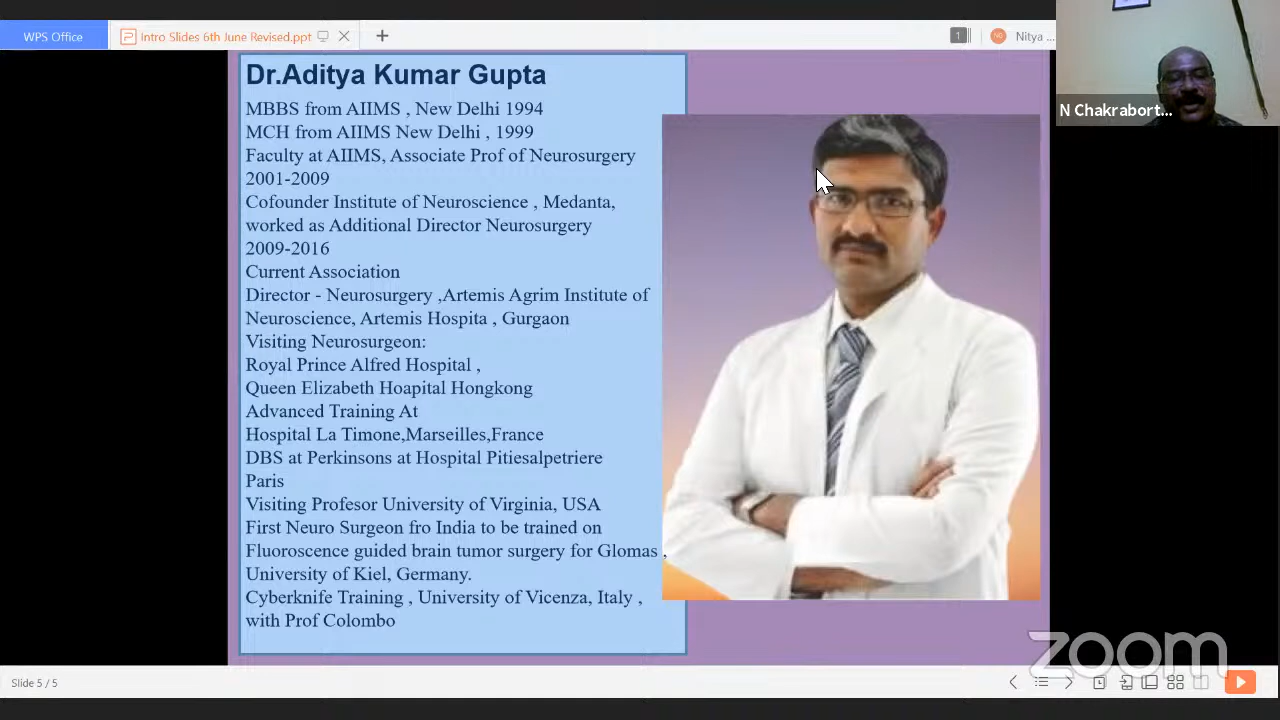 WPS Office
Intro Slides 6th June Revised.ppt
1
Nitya ...
N Chakrabort...
Dr.Aditya Kumar Gupta
MBBS from AIIMS , New Delhi 1994
MCH from AIIMS New Delhi , 1999
Faculty at AIIMS, Associate Prof of Neurosurgery
2001-2009
Cofounder Institute of Neuroscience , Medanta,
worked as Additional Director Neurosurgery
2009-2016
Current Association
Director - Neurosurgery ,Artemis Agrim Institute of
Neuroscience, Artemis Hospita , Gurgaon
Visiting Neurosurgeon:
Royal Prince Alfred Hospital ,
Queen Elizabeth Hoapital Hongkong
Advanced Training At
Hospital La Timone,Marseilles,France
DBS at Perkinsons at Hospital Pitiesalpetriere
Paris
Visiting Profesor University of Virginia, USA
First Neuro Surgeon fro India to be trained on
Fluoroscence guided brain tumor surgery for Glomas ,
University of Kiel, Germany.
Cyberknife Training , University of Vicenza, Italy ,
with Prof Colombo
zoom
Slide 5 / 5